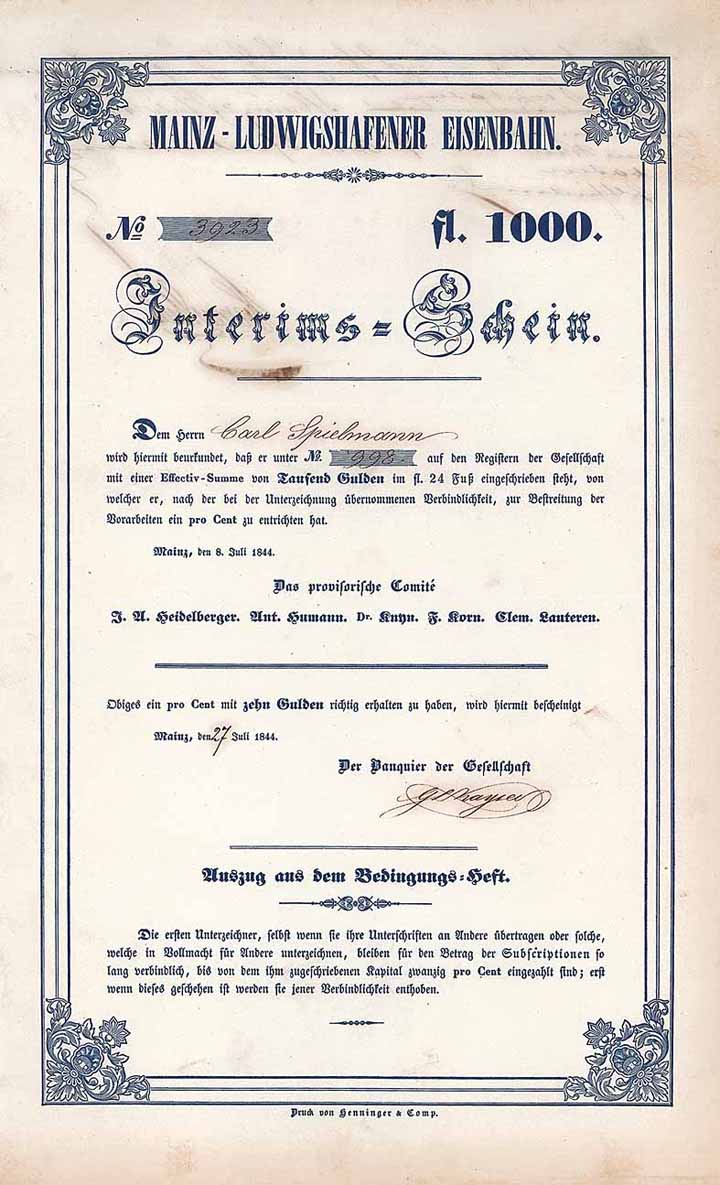 MAINZ - LUDWIGSHAFENER EISENBAHN.
No 3923 fl. 1000.
Interims-Schein.
Dem Herrn Carl Spielmann
wird hiermit beurkundet, daß er unter No. 998 auf den Registern der Gesellschaft
mit einer Effectiv-Summe von Tausend Gulden im fl. 24 Fuß eingeschrieben steht, von
welcher er, nach der bei der Unterzeichnung übernommenen Verbindlichkeit, zur Bestreitung der
Vorarbeiten ein pro Cent zu entrichten hat.
Mainz, den 8. Juli 1844.
Das provisorische Comité
J. A. Heidelberger. Ant. Humann. Dr. Knyn. F. Korn. Clem. Lauteren.
Obiges ein pro Cent mit zehn Gulden richtig erhalten zu haben, wird hiermit bescheinigt
Mainz, den 27 Juli 1844.
Der Banquier der Gesellschaft
Auszug aus dem Bedingungs-Heft.
Die ersten Unterzeichner, selbst wenn sie ihre Unterschriften an Andere übertragen oder solche,
welche in Vollmacht für Andere unterzeichnen, bleiben für den Betrag der Subscriptionen so
lang verbindlich, bis von dem ihm zugeschriebenen Kapital zwanzig pro Cent eingezahlt sind; erst
wenn dieses geschehen ist werden sie jener Verbindlichkeit enthoben.
Druck von Henninger & Comp.